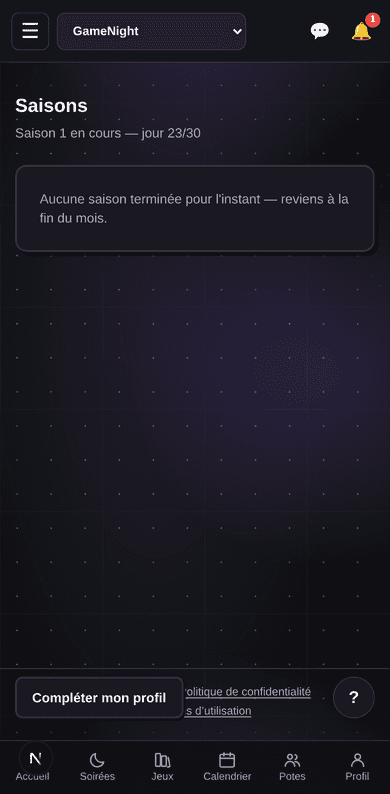 GameNight
1
Saisons
Saison 1 en cours — jour 23/30
Aucune saison terminée pour l'instant — reviens à la
fin du mois.
Compléter mon profil
olitique de confidentialité
s d'utilisation
?
N
Accueil
Soirées
Jeux
Calendrier
Potes
Profil